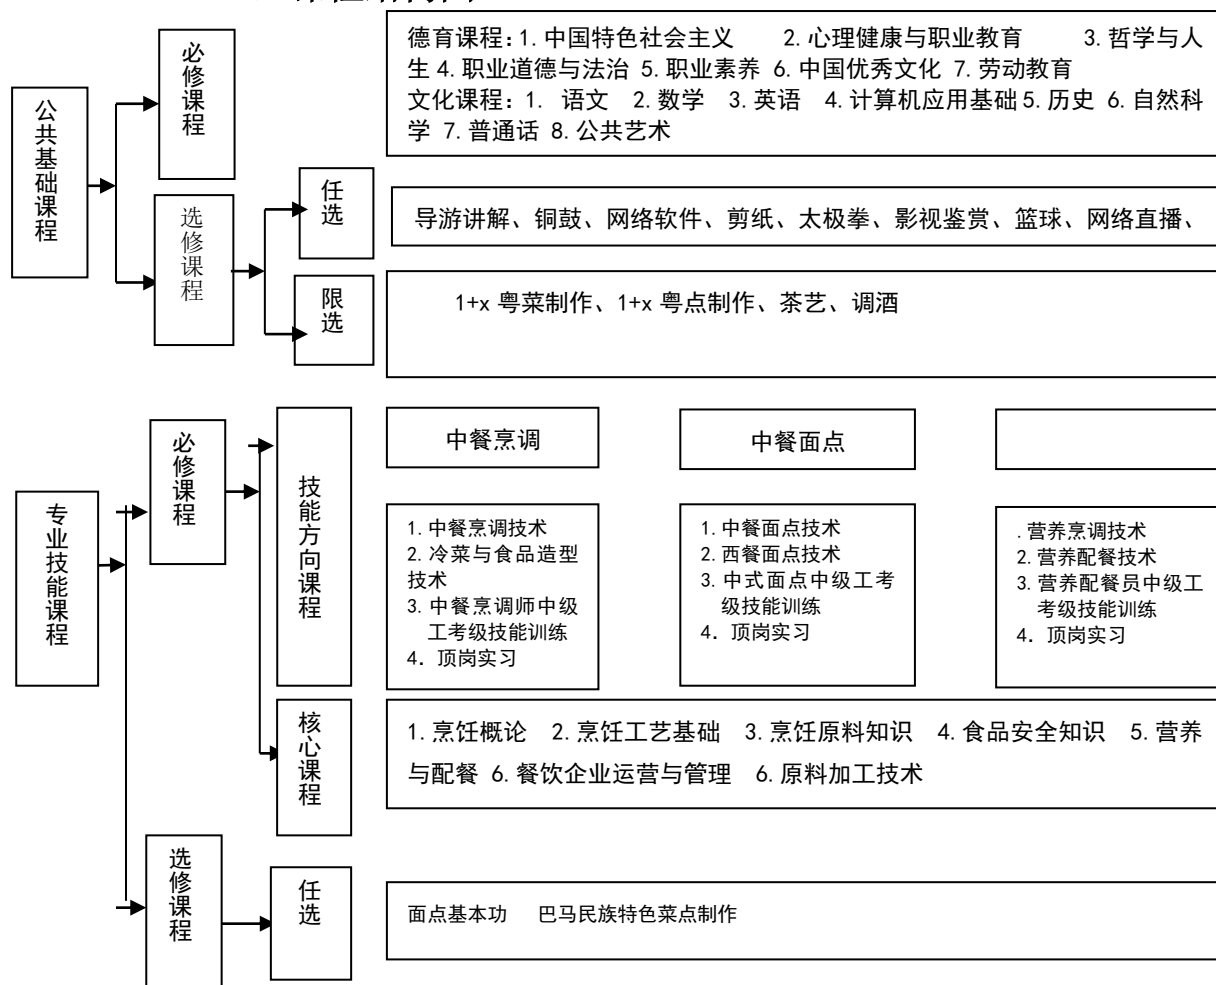 公共基础课程
必修课程
德育课程:1.中国特色社会主义 2.心理健康与职业教育 3.哲学与人
生 4.职业道德与法治 5.职业素养 6.中国优秀文化 7.劳动教育
文化课程:1. 语文 2.数学 3.英语 4.计算机应用基础 5.历史 6.自然科
学 7.普通话 8.公共艺术
选修课程
任选
导游讲解、铜鼓、网络软件、剪纸、太极拳、影视鉴赏、篮球、网络直播、
限选
1+x 粤菜制作、1+x 粤点制作、茶艺、调酒
专业技能课程
必修课程
技能方向课程
中餐烹调
中餐面点
1.中餐烹调技术
2.冷菜与食品造型
技术
3.中餐烹调师中级
工考级技能训练
4. 顶岗实习
1.中餐面点技术
2.西餐面点技术
3.中式面点中级工考
级技能训练
4. 顶岗实习
.营养烹调技术
2.营养配餐技术
3.营养配餐员中级工
考级技能训练
4. 顶岗实习
核心课程
1.烹饪概论 2.烹饪工艺基础 3.烹饪原料知识 4.食品安全知识 5.营养
与配餐 6.餐饮企业运营与管理 6.原料加工技术
选修课程
任选
面点基本功 巴马民族特色菜点制作